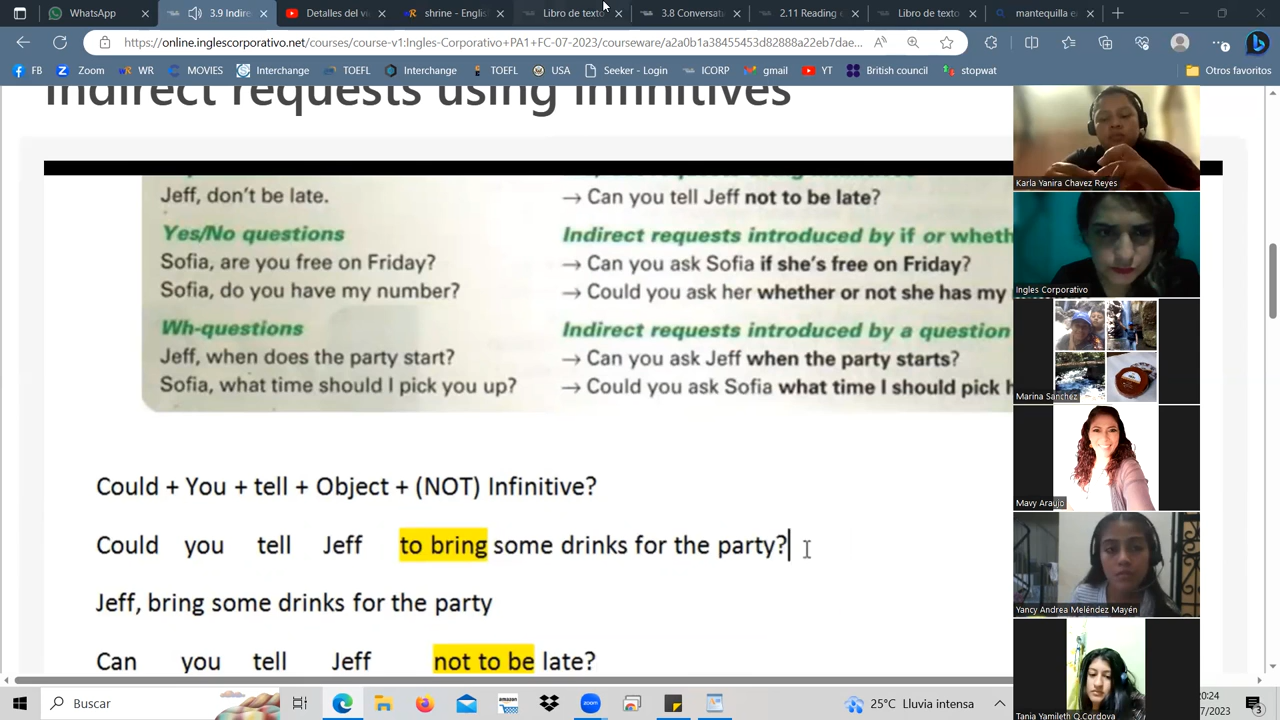 WhatsApp
3.9 Indire
Detalles del vi
shrine - Englis
Libro de texto
3.8 Conversat
2.11 Reading e
Libro de texto
mantequilla e
https://online.inglescorporativo.net/courses/course-v1:Ingles-Corporativo+PA1+FC-07-2023/courseware/a2a0b1a38455453d82888a22eb7dae...
FB
Zoom
WR
MOVIES
Interchange
TOEFL
Interchange
TOEFL
USA
Seeker - Login
ICORP
gmail
YT
British council
stopwat
Otros favoritos
Indirect requests using infinitives
Jeff, don't be late.
→ Can you tell Jeff not to be late?
Yes/No questions
Indirect requests introduced by if or wheth
Sofia, are you free on Friday?
→ Can you ask Sofia if she's free on Friday?
Sofia, do you have my number?
→ Could you ask her whether or not she has my
Wh-questions
Indirect requests introduced by a question
Jeff, when does the party start?
→ Can you ask Jeff when the party starts?
Sofia, what time should I pick you up?
→ Could you ask Sofia what time I should pick h
Could + You + tell + Object + (NOT) Infinitive?
Could you tell Jeff to bring some drinks for the party?
Jeff, bring some drinks for the party
Can you tell Jeff not to be late?
Karla Yanira Chavez Reyes
Ingles Corporativo
Marina Sanchez
Mavy Araujo
Yancy Andrea Meléndez Mayén
Tania Yamileth Q.Cordova
Buscar
25°C Lluvia intensa
20:24
7/2023
3